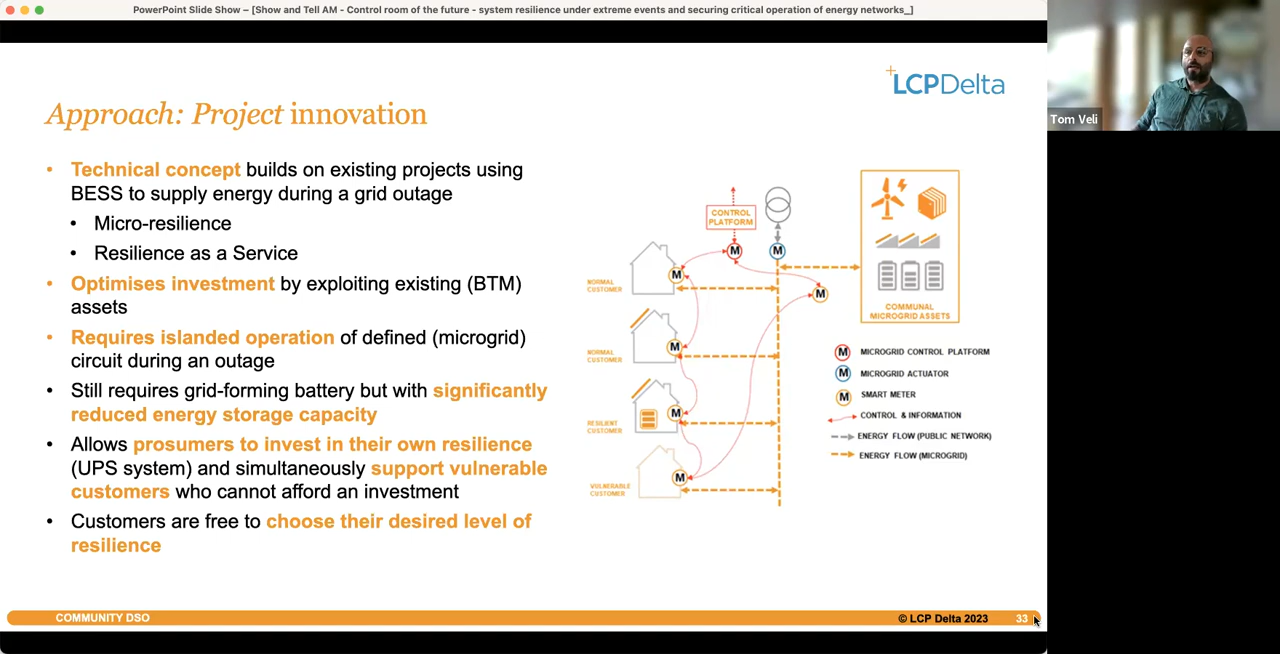 PowerPoint Slide Show – [Show and Tell AM - Control room of the future - system resilience under extreme events and securing critical operation of energy networks_]
Tom Veli
LCPDelta
Approach: Project innovation
• Technical concept builds on existing projects using
BESS to supply energy during a grid outage
• Micro-resilience
• Resilience as a Service
• Optimises investment by exploiting existing (BTM)
assets
• Requires islanded operation of defined (microgrid)
circuit during an outage
• Still requires grid-forming battery but with significantly
reduced energy storage capacity
• Allows prosumers to invest in their own resilience
(UPS system) and simultaneously support vulnerable
customers who cannot afford an investment
• Customers are free to choose their desired level of
resilience
CONTROL
PLATFORM
M
M
M
NORMAL
CUSTOMER
M
M
NORMAL
CUSTOMER
M
RESILIENT
CUSTOMER
M
VULNERABLE
CUSTOMER
COMMUNAL
MICROGRID ASSETS
M MICROGRID CONTROL PLATFORM
M MICROGRID ACTUATOR
M SMART METER
CONTROL & INFORMATION
ENERGY FLOW (PUBLIC NETWORK)
ENERGY FLOW (MICROGRID)
COMMUNITY DSO
© LCP Delta 2023
33